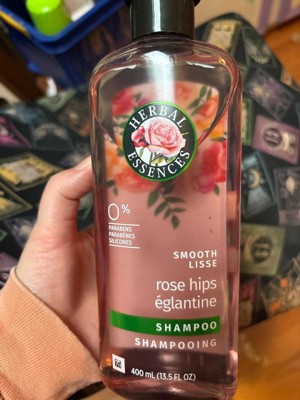 HERBAL
ESSENCES
0%
PARABENS
PARABÈNES
SILICONES
SMOOTH
LISSE
rose hips
églantine
SHAMPOO
SHAMPOOING
400 mL (13.5 FL OZ)